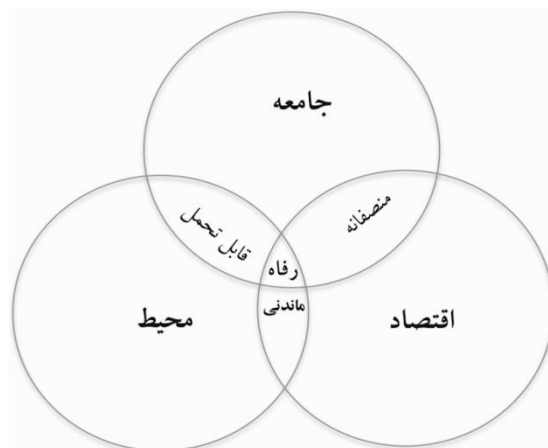 جامعه
منصفانه
قابل تحمل
رفاه
ماندنی
اقتصاد
محیط